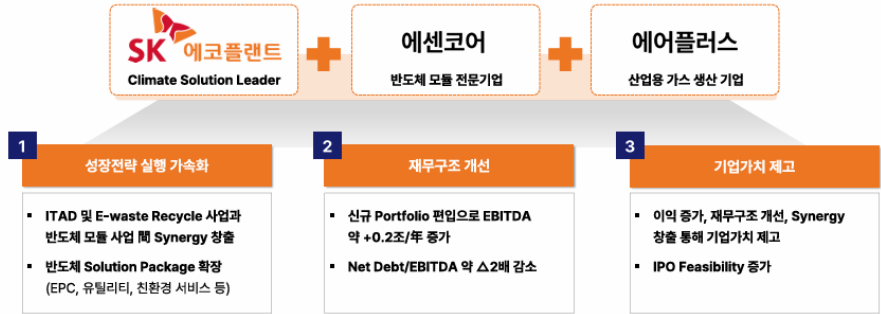 SK 에코플랜트
Climate Solution Leader
에센코어
반도체 모듈 전문기업
에어플러스
산업용 가스 생산 기업
1
성장전략 실행 가속화
▪ ITAD 및 E-waste Recycle 사업과
반도체 모듈 사업 間 Synergy 창출
▪ 반도체 Solution Package 확장
(EPC, 유틸리티, 친환경 서비스 등)
2
재무구조 개선
▪ 신규 Portfolio 편입으로 EBITDA
약 +0.2조/年 증가
▪ Net Debt/EBITDA 약 △2배 감소
3
기업가치 제고
▪ 이익 증가, 재무구조 개선, Synergy
창출 통해 기업가치 제고
▪ IPO Feasibility 증가